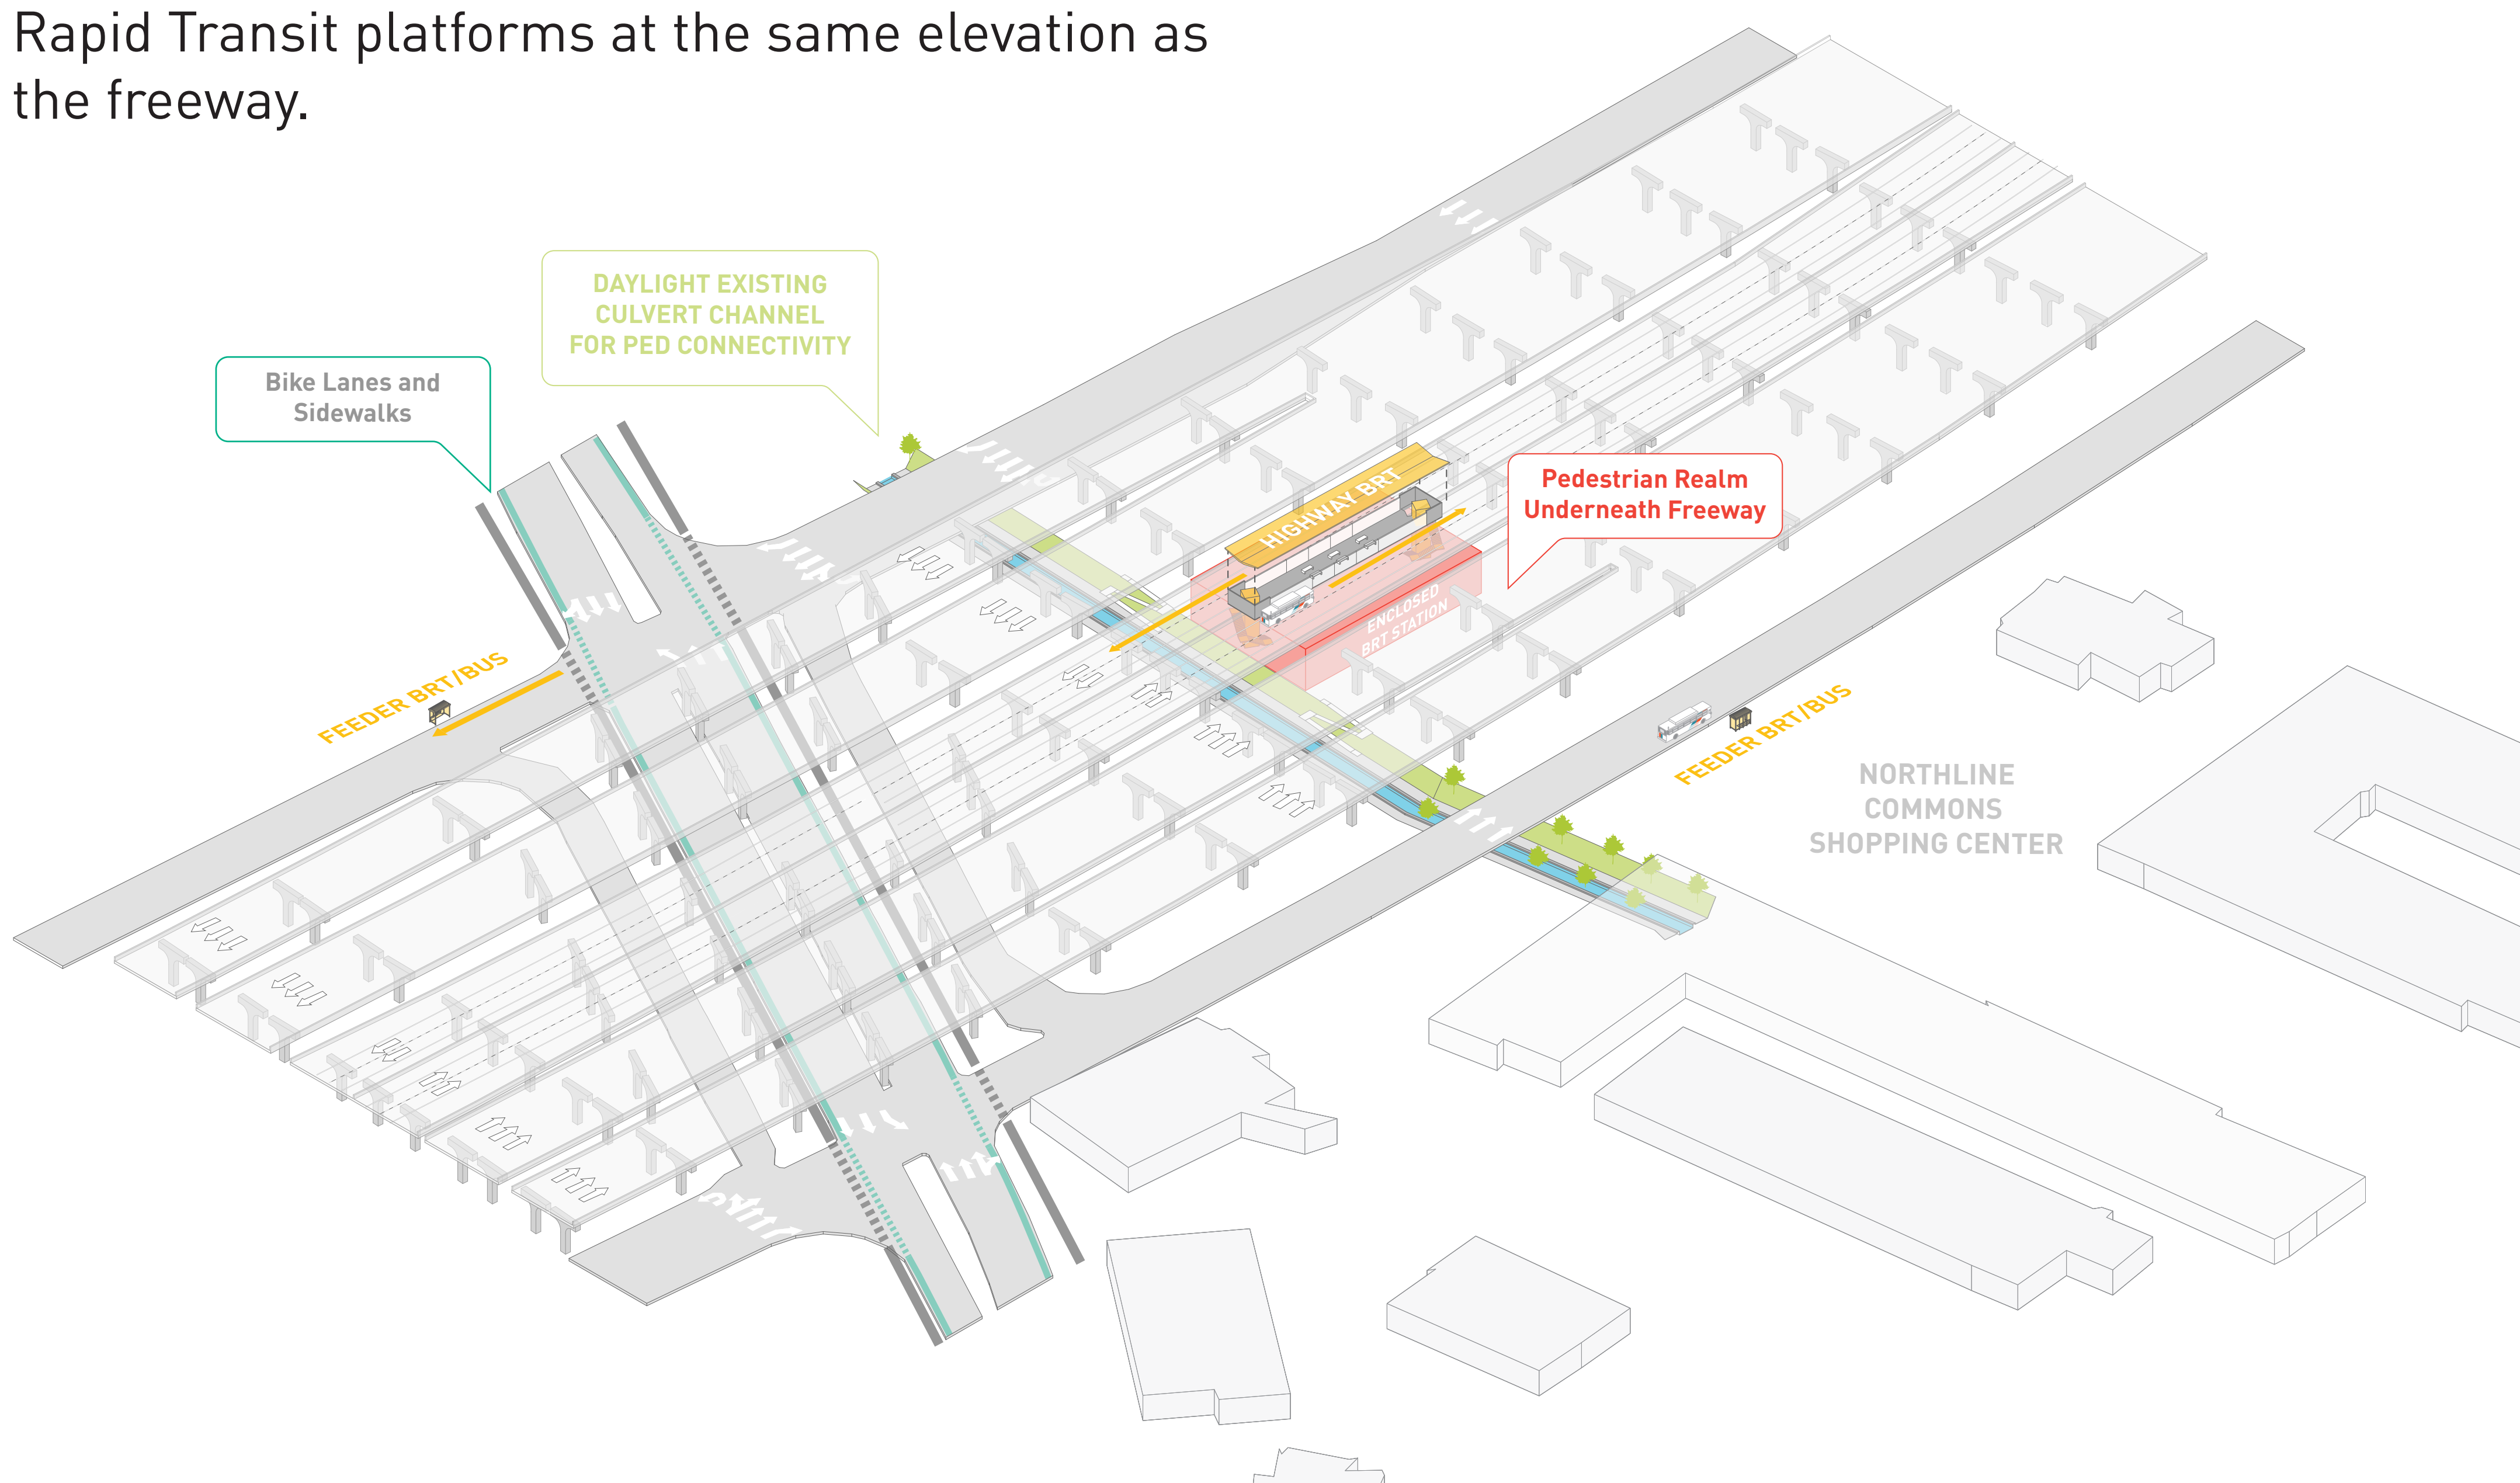 Rapid Transit platforms at the same elevation as
the freeway.
DAYLIGHT EXISTING
CULVERT CHANNEL
FOR PED CONNECTIVITY
Bike Lanes and
Sidewalks
HIGHWAY BRT
Pedestrian Realm
Underneath Freeway
ENCLOSED
BRT STATION
FEEDER BRT/BUS
FEEDER BRT/BUS
NORTHLINE
COMMONS
SHOPPING CENTER